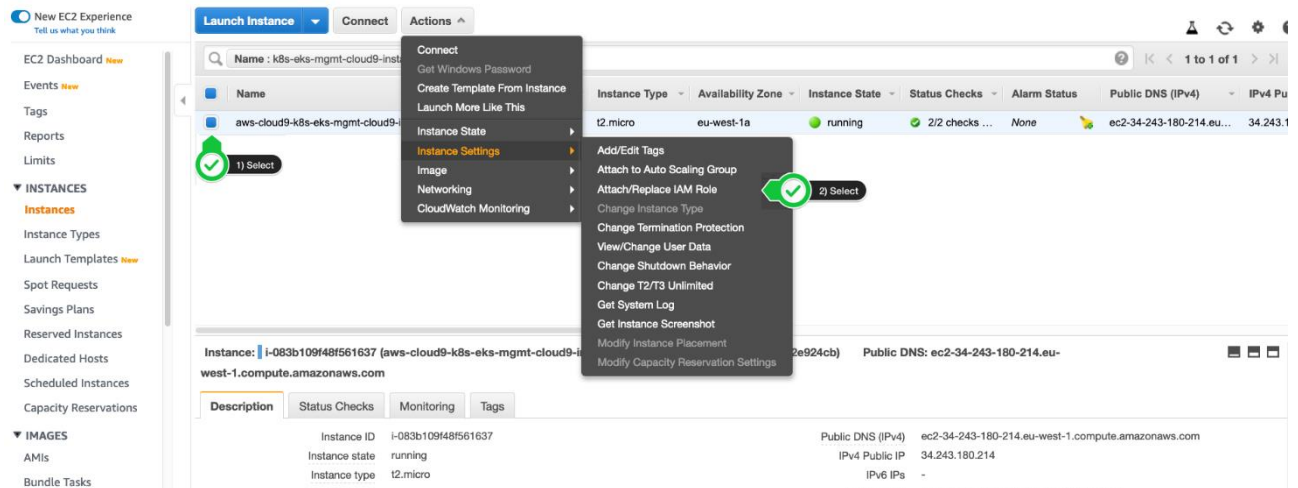 New EC2 Experience
Tell us what you think
Launch Instance
Connect
Actions
EC2 Dashboard New
Events New
Tags
Reports
Limits
INSTANCES
Instances
Instance Types
Launch Templates New
Spot Requests
Savings Plans
Reserved Instances
Dedicated Hosts
Scheduled Instances
Capacity Reservations
IMAGES
AMIs
Bundle Tasks
Name : k8s-eks-mgmt-cloud9-inst
1 to 1 of 1
Name
Instance Type
Availability Zone
Instance State
Status Checks
Alarm Status
Public DNS (IPv4)
IPv4 Pu
aws-cloud9-k8s-eks-mgmt-cloud9-i
t2.micro
eu-west-1a
running
2/2 checks ...
None
ec2-34-243-180-214.eu...
34.243.1
1) Select
Connect
Get Windows Password
Create Template From Instance
Launch More Like This
Instance State
Instance Settings
Image
Networking
CloudWatch Monitoring
Add/Edit Tags
Attach to Auto Scaling Group
Attach/Replace IAM Role
Change Instance Type
Change Termination Protection
View/Change User Data
Change Shutdown Behavior
Change T2/T3 Unlimited
Get System Log
Get Instance Screenshot
Modify Instance Placement
Modify Capacity Reservation Settings
2) Select
Instance: i-083b109f48f561637 (aws-cloud9-k8s-eks-mgmt-cloud9-i 2e924cb) Public DNS: ec2-34-243-180-214.eu-
west-1.compute.amazonaws.com
Description
Status Checks
Monitoring
Tags
Instance ID i-083b109f48f561637
Instance state running
Instance type t2.micro
Public DNS (IPv4) ec2-34-243-180-214.eu-west-1.compute.amazonaws.com
IPv4 Public IP 34.243.180.214
IPv6 IPs -